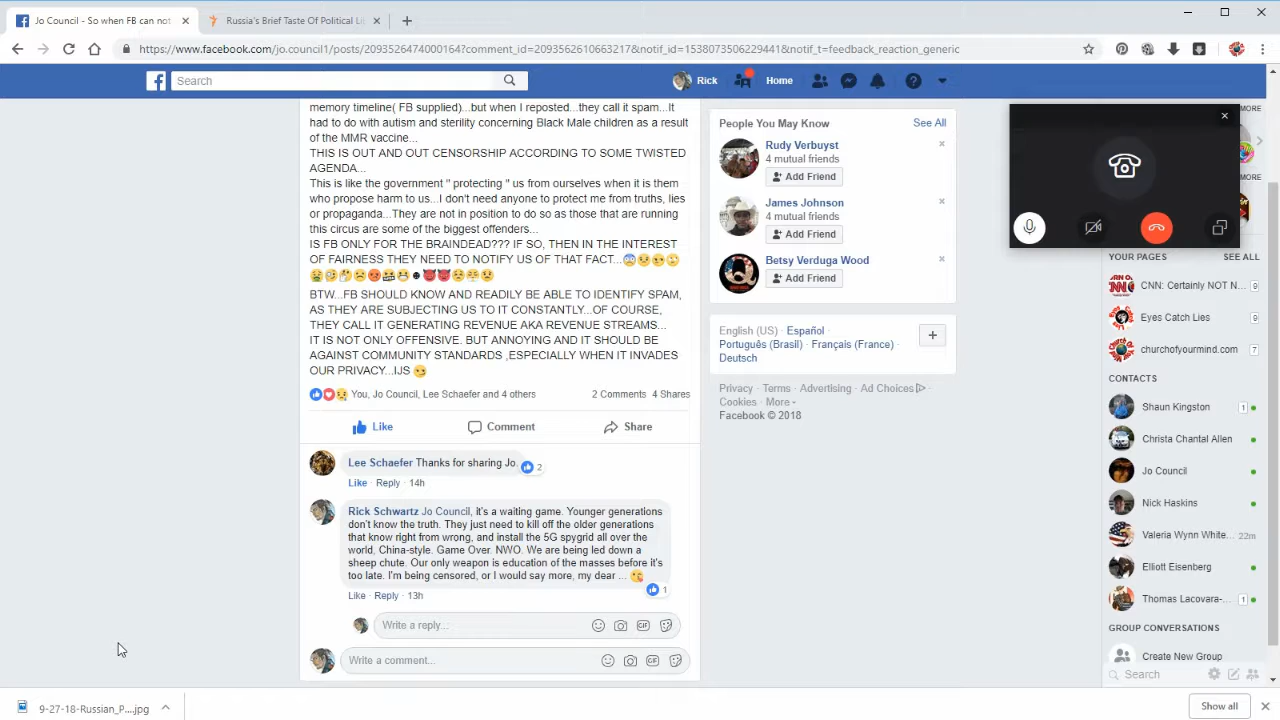 Jo Council - So when FB can not
Russia's Brief Taste Of Political Li
https://www.facebook.com/jo.council1/posts/2093526474000164?comment_id=2093562610663217&notif_id=1538073506229441&notif_t=feedback_reaction_generic
Search
Rick
Home
memory timeline( FB supplied)...but when I reposted...they call it spam...It
had to do with autism and sterility concerning Black Male children as a result
of the MMR vaccine...
THIS IS OUT AND OUT CENSORSHIP ACCORDING TO SOME TWISTED
AGENDA...
This is like the government " protecting " us from ourselves when it is them
who propose harm to us...I don't need anyone to protect me from truths, lies
or propaganda...They are not in position to do so as those that are running
this circus are some of the biggest offenders...
IS FB ONLY FOR THE BRAINDEAD??? IF SO, THEN IN THE INTEREST
OF FAIRNESS THEY NEED TO NOTIFY US OF THAT FACT...
BTW...FB SHOULD KNOW AND READILY BE ABLE TO IDENTIFY SPAM,
AS THEY ARE SUBJECTING US TO IT CONSTANTLY...OF COURSE,
THEY CALL IT GENERATING REVENUE AKA REVENUE STREAMS...
IT IS NOT ONLY OFFENSIVE. BUT ANNOYING AND IT SHOULD BE
AGAINST COMMUNITY STANDARDS ,ESPECIALLY WHEN IT INVADES
OUR PRIVACY...IJS
You, Jo Council, Lee Schaefer and 4 others
2 Comments 4 Shares
Like
Comment
Share
Lee Schaefer Thanks for sharing Jo.
2
Like · Reply · 14h
Rick Schwartz Jo Council, it's a waiting game. Younger generations
don't know the truth. They just need to kill off the older generations
that know right from wrong, and install the 5G spygrid all over the
world, China-style. Game Over. NWO. We are being led down a
sheep chute. Our only weapon is education of the masses before it's
too late. I'm being censored, or I would say more, my dear ...
1
Like · Reply · 13h
Write a reply...
GIF
Write a comment...
GIF
People You May Know
See All
Rudy Verbuyst
4 mutual friends
Add Friend
James Johnson
4 mutual friends
Add Friend
Betsy Verduga Wood
Add Friend
English (US) · Español ·
Português (Brasil) · Français (France) ·
Deutsch
Privacy · Terms · Advertising · Ad Choices ·
Cookies · More
Facebook © 2018
MORE
MORE
YOUR PAGES
SEE ALL
CNN: Certainly NOT N...
9
Eyes Catch Lies
9
churchofyourmind.com
7
CONTACTS
Shaun Kingston
1
Christa Chantal Allen
Jo Council
Nick Haskins
Valeria Wynn White...
22m
Elliott Eisenberg
Thomas Lacovara-...
1
GROUP CONVERSATIONS
Create New Group
Search
9-27-18-Russian_P....jpg
Show all